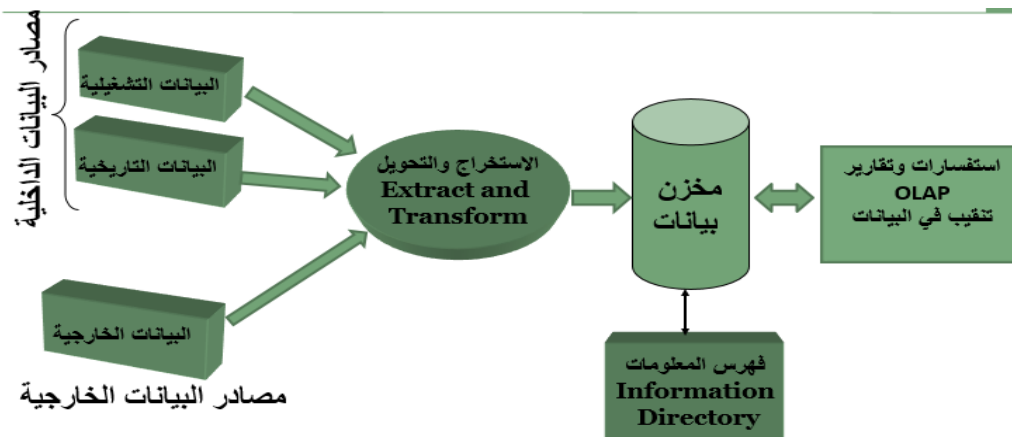 مصادر البيانات الداخلية
البيانات التشغيلية
البيانات التاريخية
البيانات الخارجية
مصادر البيانات الخارجية
الاستخراج والتحويل
Extract and
Transform
مخزن
بيانات
استفسارات وتقارير
OLAP
تنقيب في البيانات
فهرس المعلومات
Information
Directory